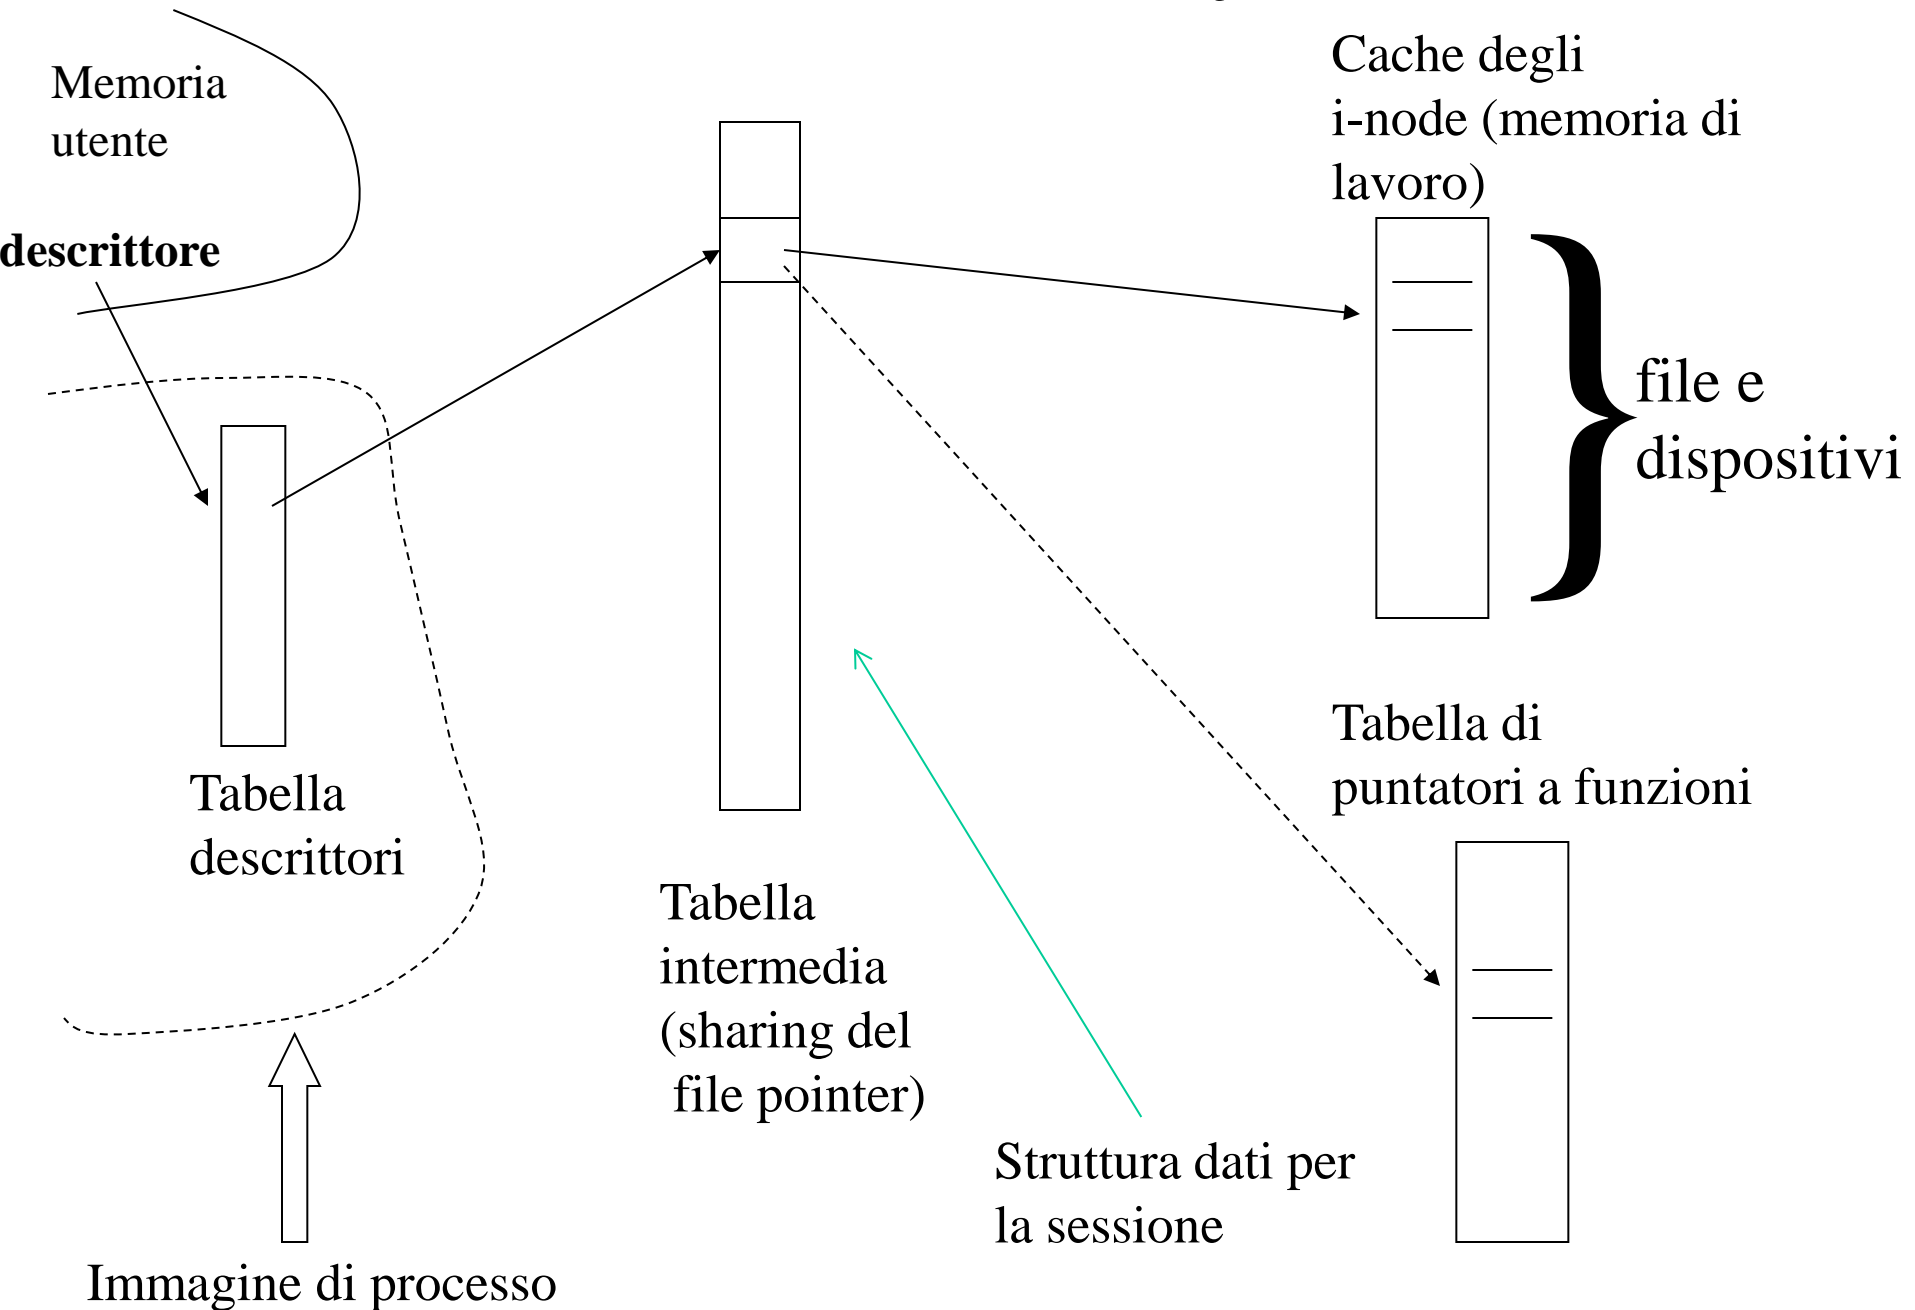 Memoria
utente
descrittore
Tabella
descrittori
Immagine di processo
Tabella
intermedia
(sharing del
file pointer)
Struttura dati per
la sessione
Cache degli
i-node (memoria di
lavoro)
file e
dispositivi
Tabella di
puntatori a funzioni